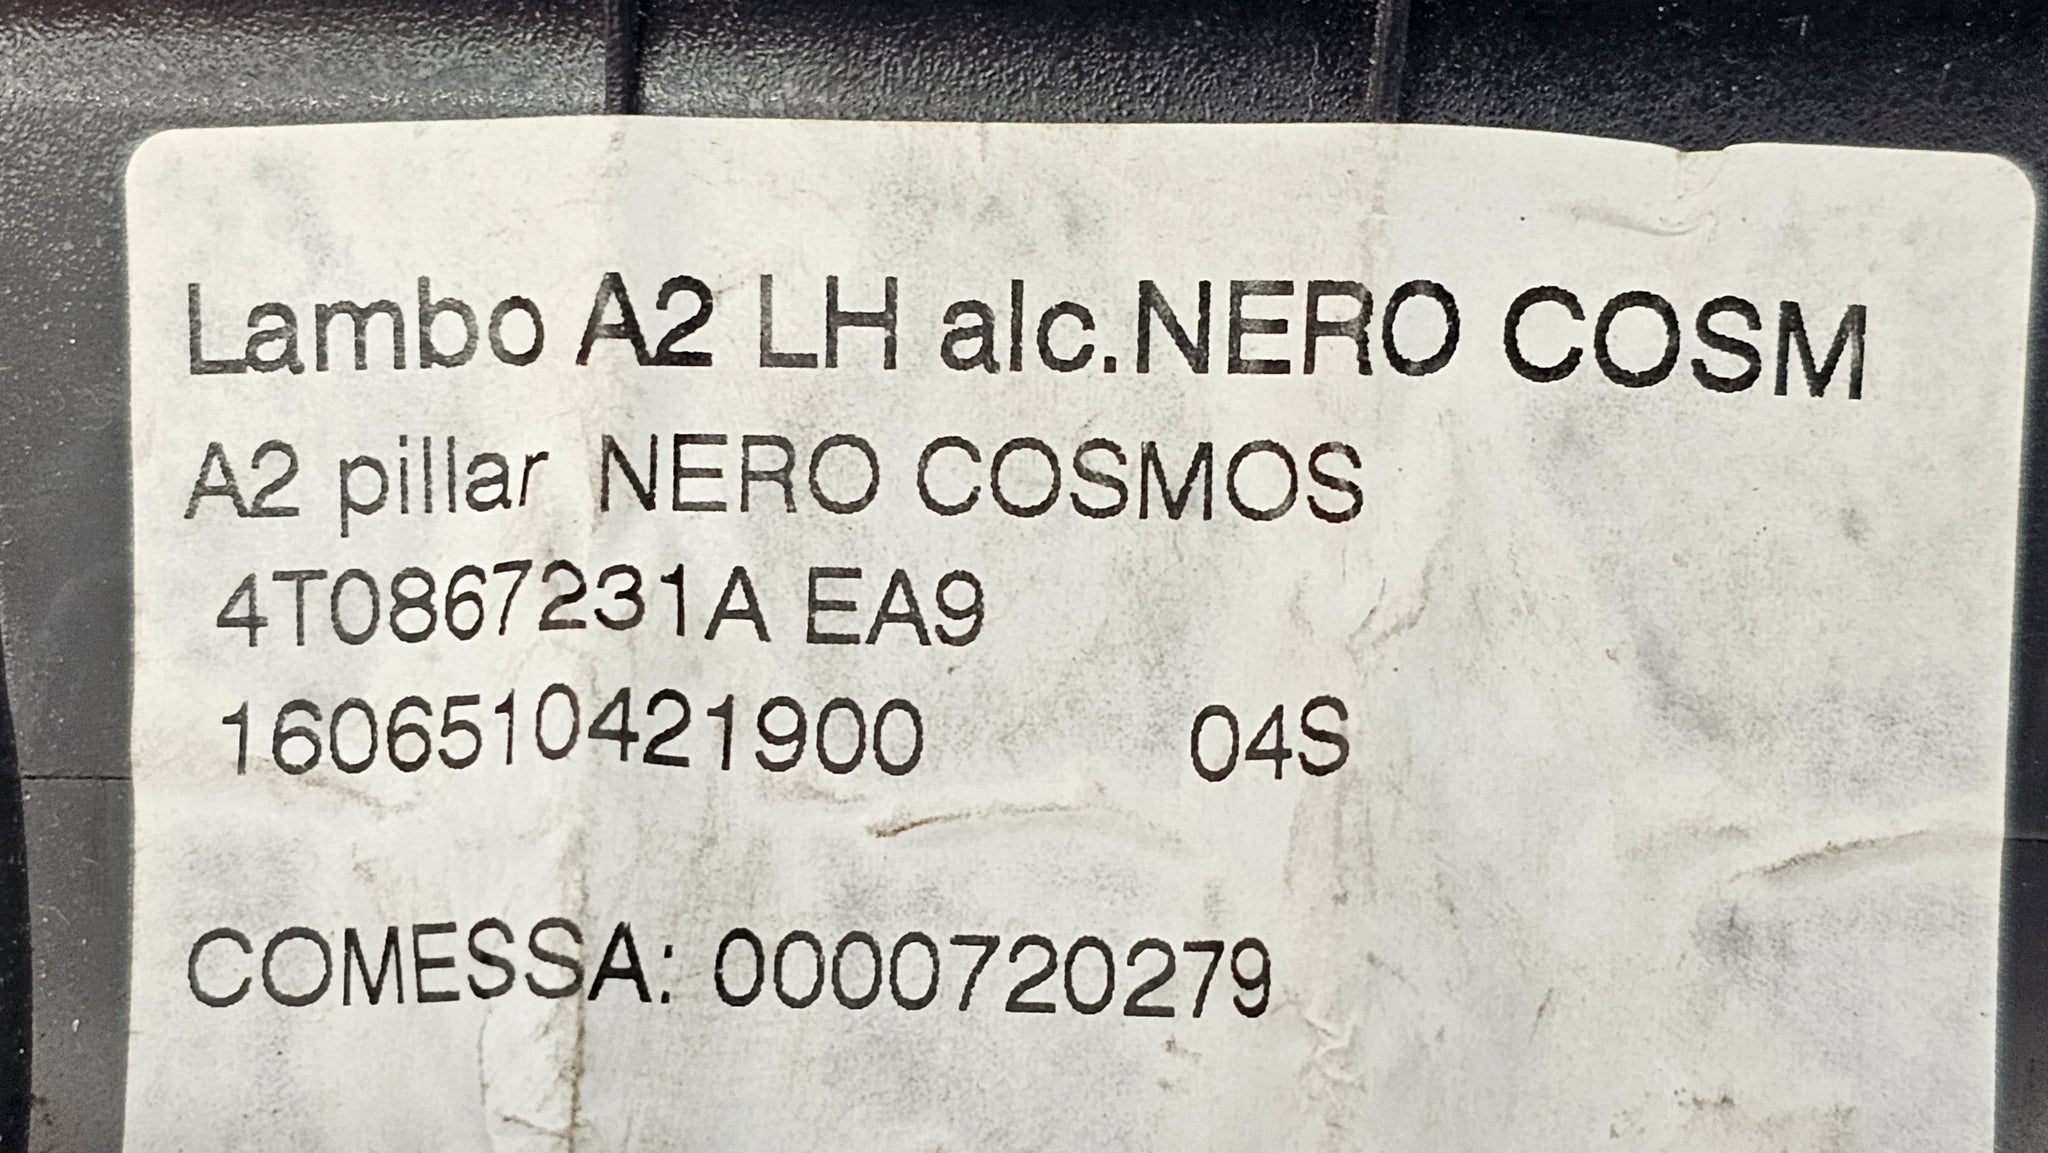 Lambo A2 LH alc.NERO COSM
A2 pillar NERO COSMOS
4T0867231A EA9
1606510421900 04S
COMESSA: 0000720279